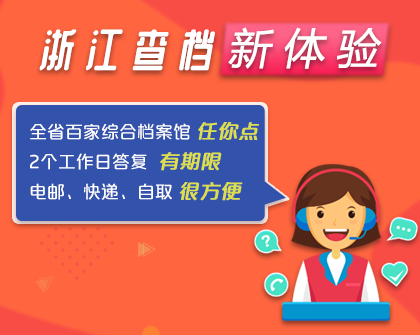 浙江查档新体验
全省百家综合档案馆 任你点
2个工作日答复 有期限
电邮、快递、自取 很方便